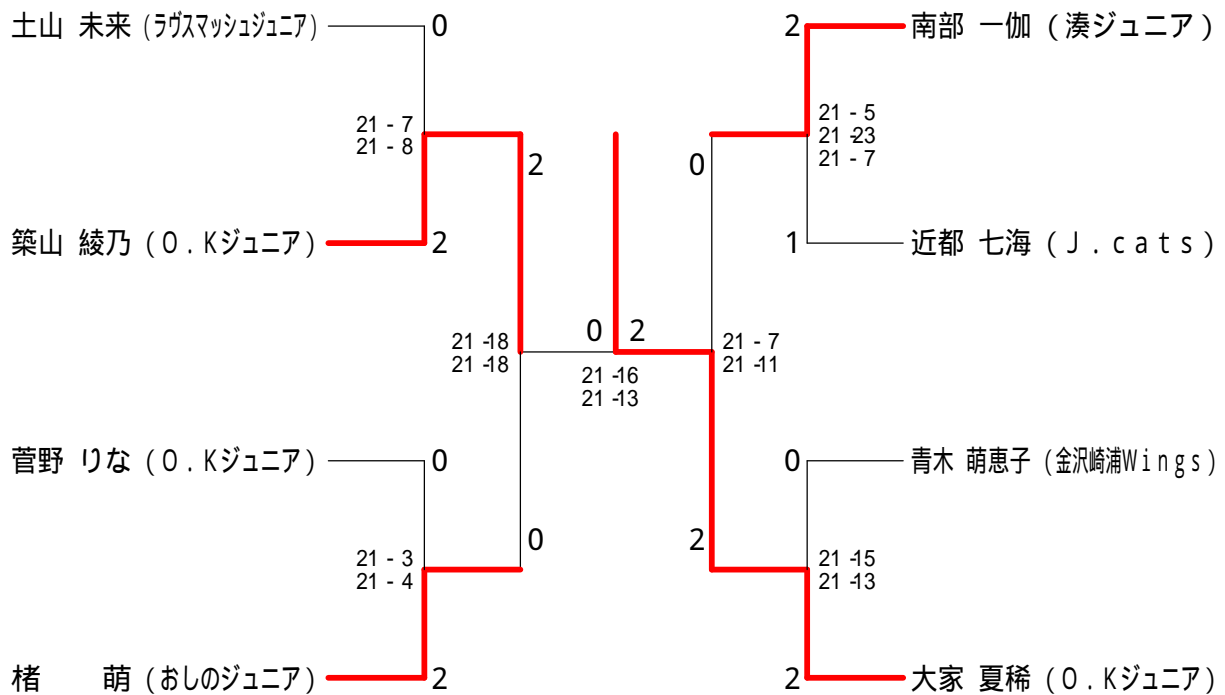 土山 未来 (ラヴスマッシュジュニア) 0
2 南部 一伽 (湊ジュニア)
21 - 7
21 - 8
21 - 5
21 -23
21 - 7
2
0
築山 綾乃 (O.Kジュニア) 2
1 近都 七海 (J.cats)
21 -18
21 -18
0 2
21 -16
21 -13
21 - 7
21 -11
菅野 りな (O.Kジュニア) 0
0 青木 萌恵子 (金沢崎浦Wings)
0
2
21 - 3
21 - 4
21 -15
21 -13
楮 萌 (おしのジュニア) 2
2 大家 夏稀 (O.Kジュニア)